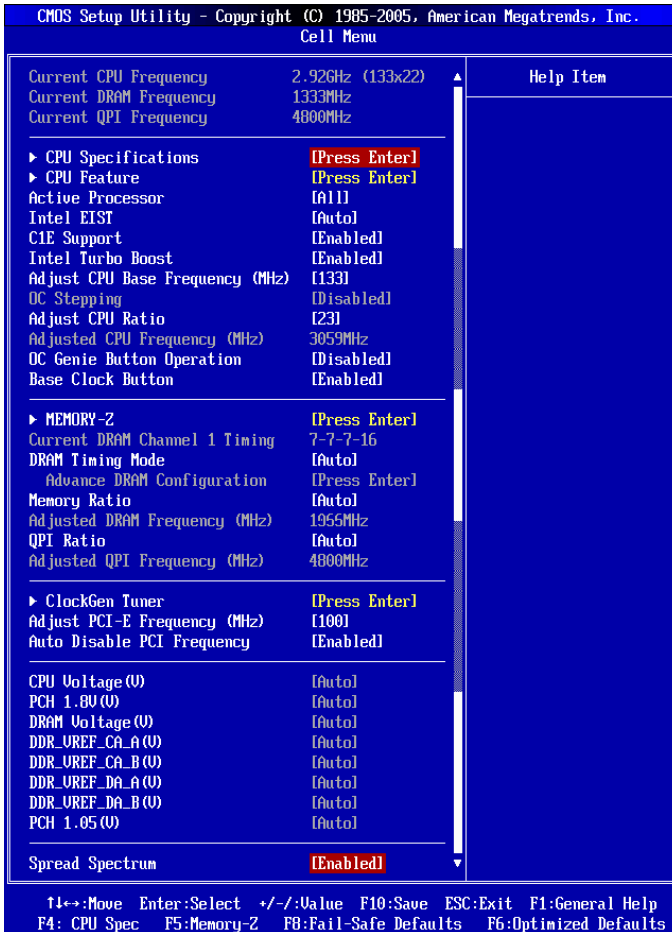 CMOS Setup Utility - Copyright (C) 1985-2005, American Megatrends, Inc.
Cell Menu
Current CPU Frequency 2.92GHz (133x22)
Current DRAM Frequency 1333MHz
Current QPI Frequency 4800MHz
Help Item
▶ CPU Specifications [Press Enter]
▶ CPU Feature [Press Enter]
Active Processor [All]
Intel EIST [Auto]
C1E Support [Enabled]
Intel Turbo Boost [Enabled]
Adjust CPU Base Frequency (MHz) [133]
OC Stepping [Disabled]
Adjust CPU Ratio [23]
Adjusted CPU Frequency (MHz) 3059MHz
OC Genie Button Operation [Disabled]
Base Clock Button [Enabled]
▶ MEMORY-Z [Press Enter]
Current DRAM Channel 1 Timing 7-7-7-16
DRAM Timing Mode [Auto]
Advance DRAM Configuration [Press Enter]
Memory Ratio [Auto]
Adjusted DRAM Frequency (MHz) 1955MHz
QPI Ratio [Auto]
Adjusted QPI Frequency (MHz) 4800MHz
▶ ClockGen Tuner [Press Enter]
Adjust PCI-E Frequency (MHz) [100]
Auto Disable PCI Frequency [Enabled]
CPU Voltage(V) [Auto]
PCH 1.8V(V) [Auto]
DRAM Voltage(V) [Auto]
DDR_VREF_CA_A(V) [Auto]
DDR_VREF_CA_B(V) [Auto]
DDR_VREF_DA_A(V) [Auto]
DDR_VREF_DA_B(V) [Auto]
PCH 1.05(V) [Auto]
Spread Spectrum [Enabled]
↑↓←→:Move Enter:Select +/-/:Value F10:Save ESC:Exit F1:General Help
F4: CPU Spec F5:Memory-Z F8:Fail-Safe Defaults F6:Optimized Defaults